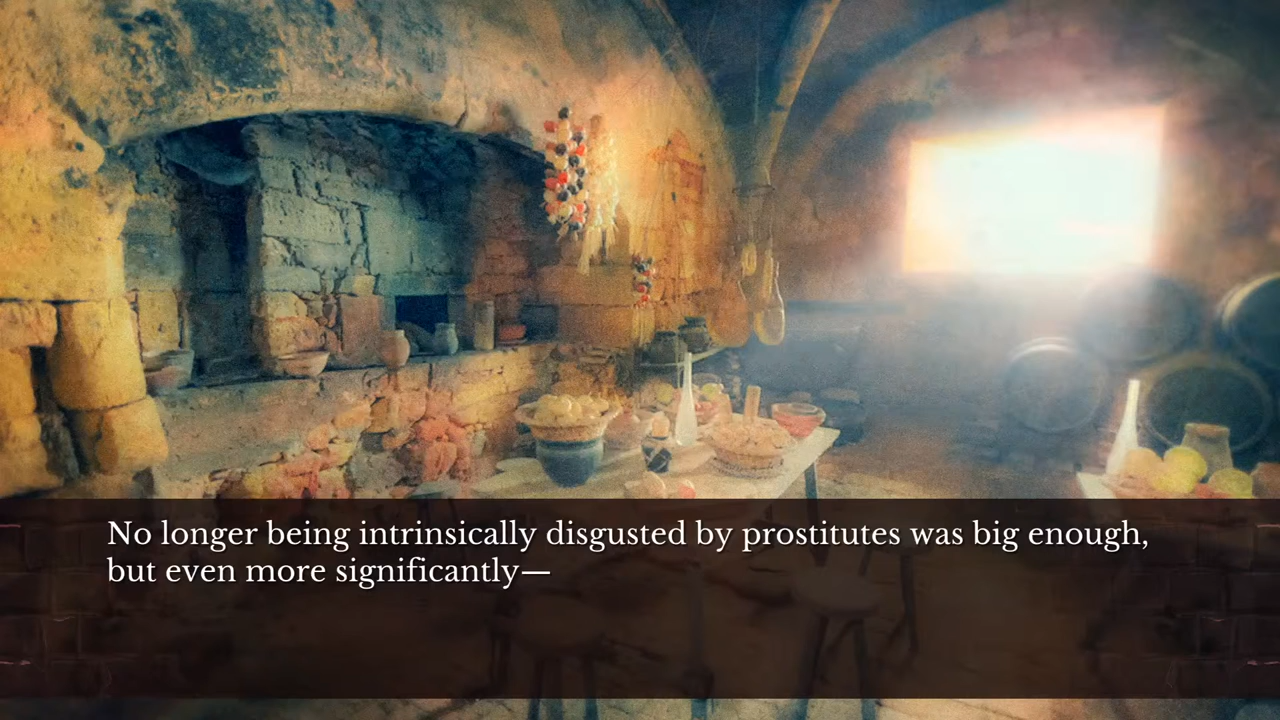 No longer being intrinsically disgusted by prostitutes was big enough,
but even more significantly—